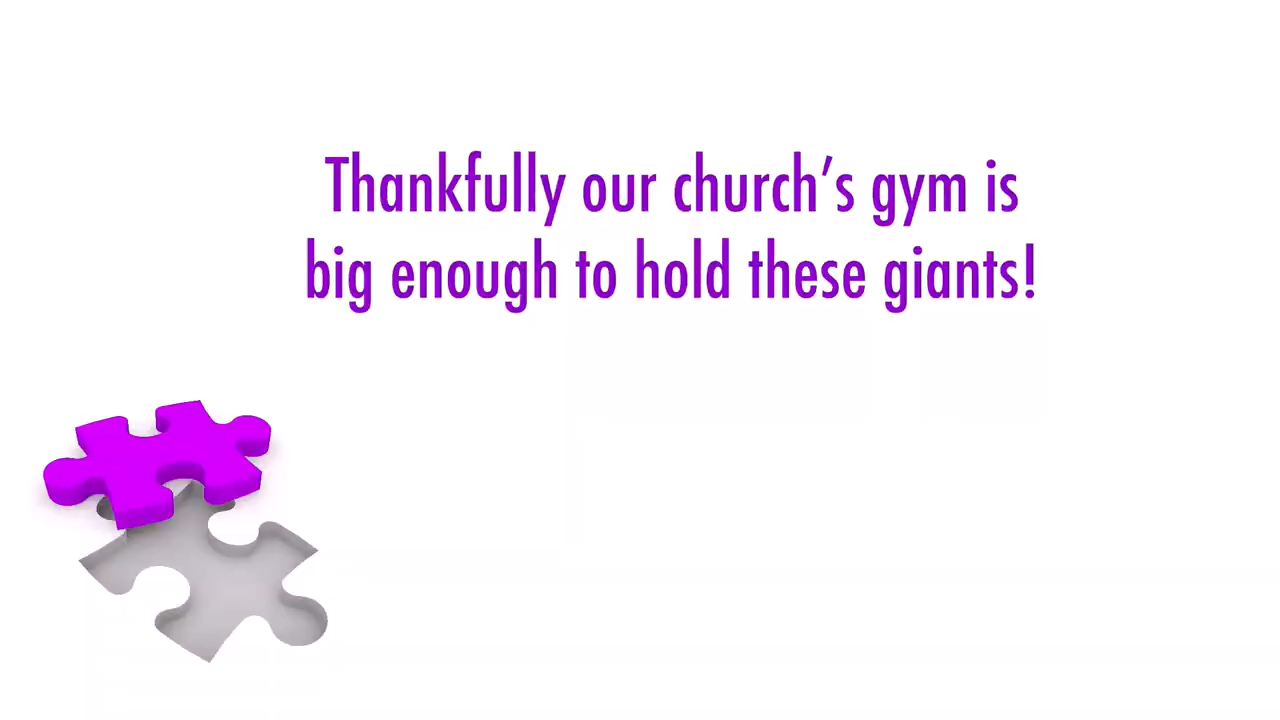 Thankfully our church’s gym is
big enough to hold these giants!